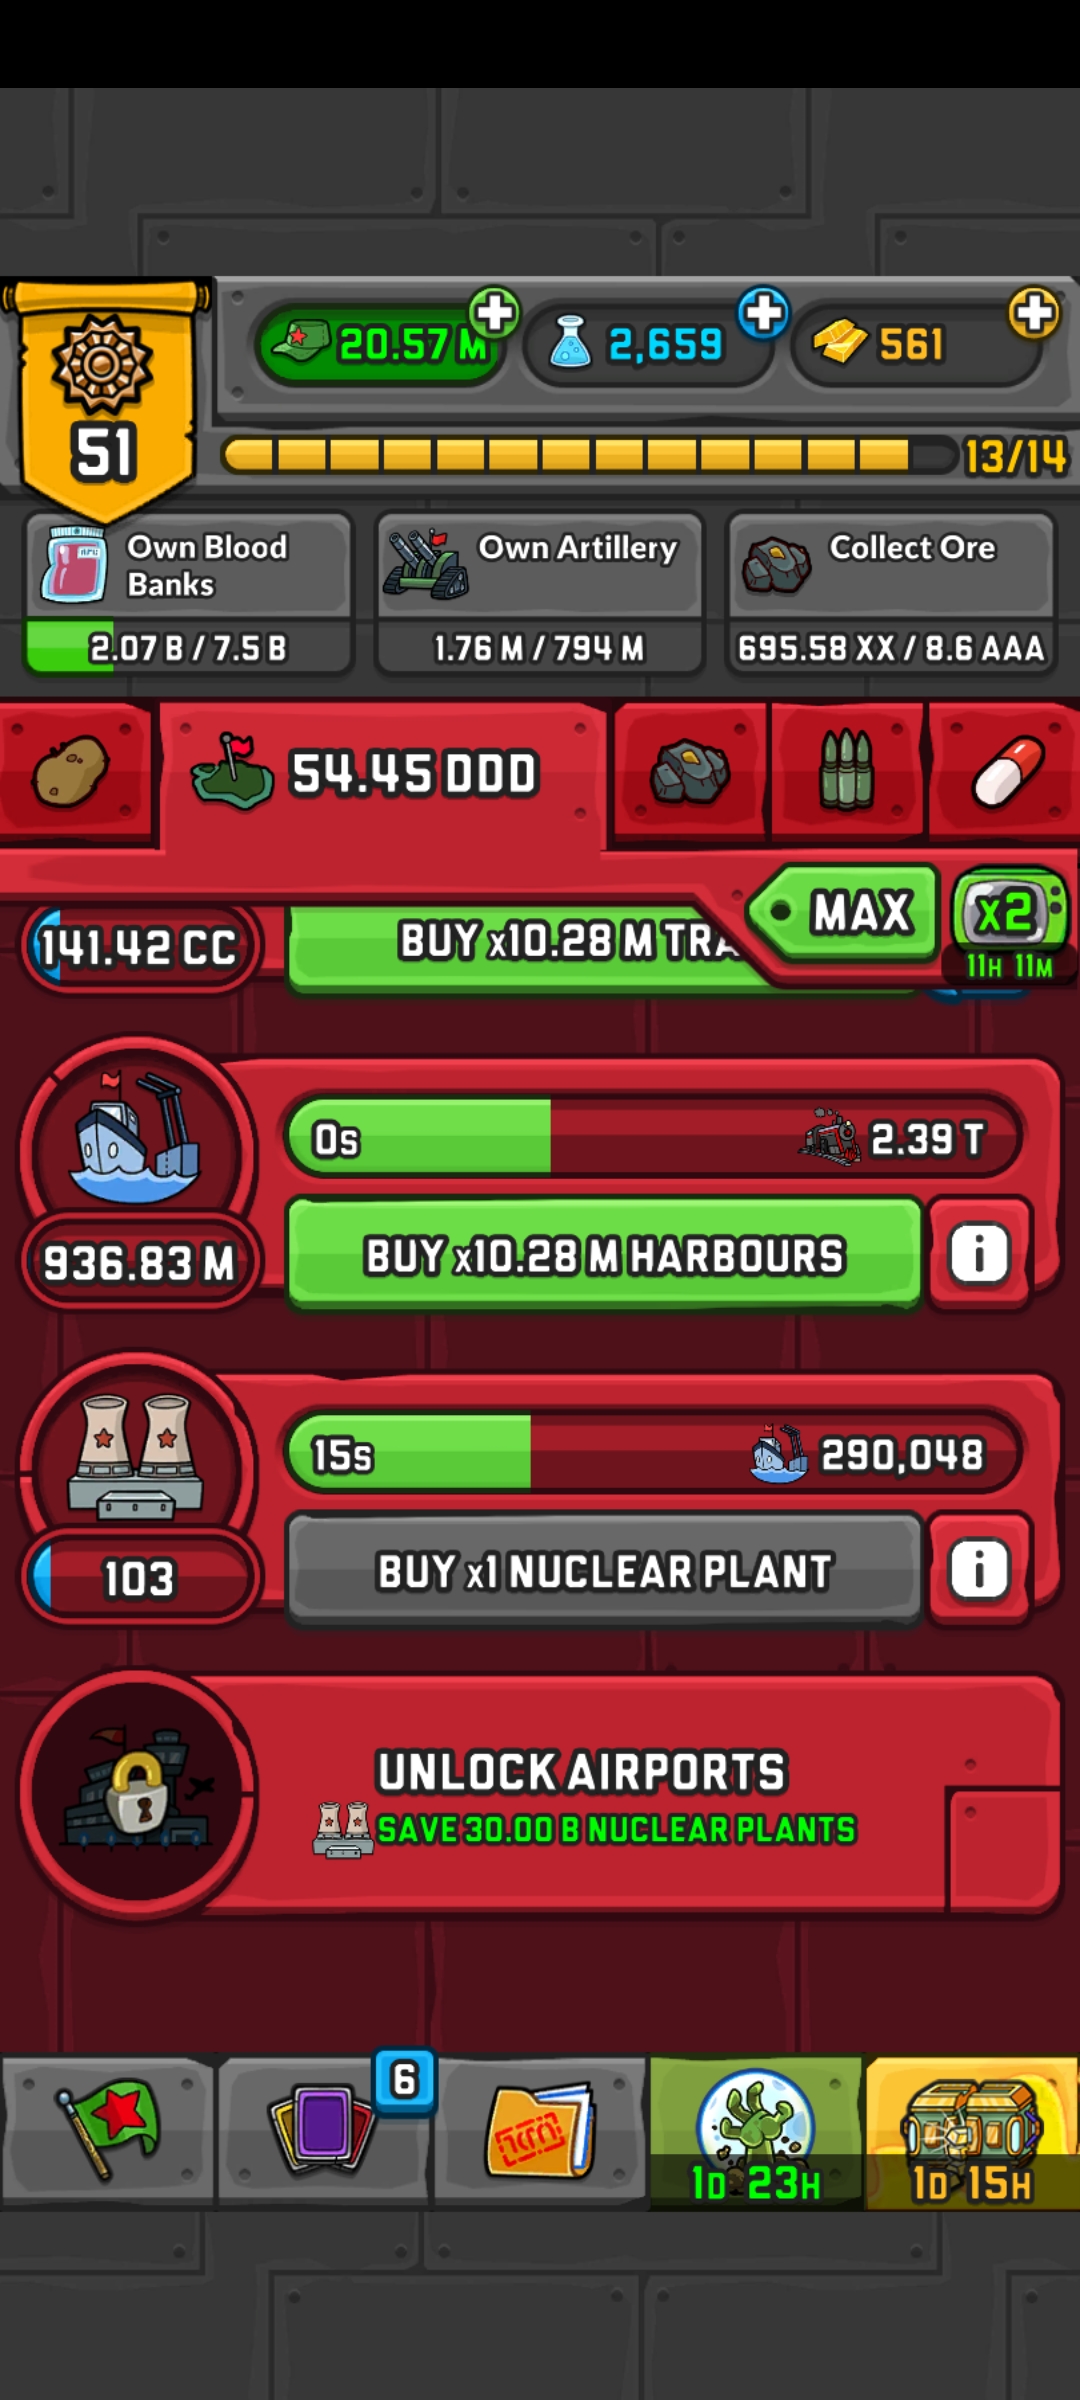 20.57 M
2,659
561
51
13/14
Own Blood
Banks
2.07 B / 7.5 B
Own Artillery
1.76 M / 794 M
Collect Ore
695.58 XX / 8.6 AAA
54.45 DDD
MAX
x2
11H 11M
141.42 CC
BUY x10.28 M TRA
0s
2.39 T
936.83 M
BUY x10.28 M HARBOURS
i
15s
290,048
103
BUY x1 NUCLEAR PLANT
i
UNLOCK AIRPORTS
SAVE 30.00 B NUCLEAR PLANTS
6
1D 23H
1D 15H